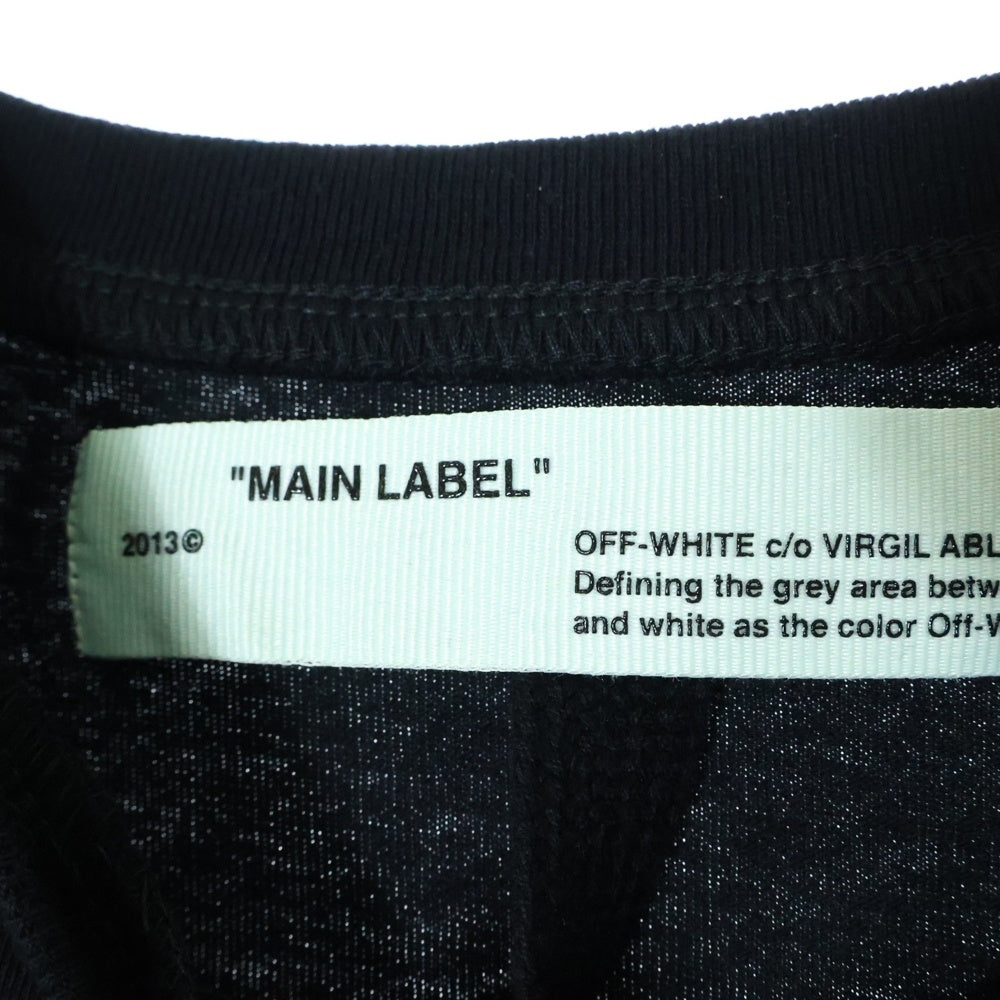 "MAIN LABEL"
2013©
OFF-WHITE c/o VIRGIL ABL
Defining the grey area betw
and white as the color Off-W